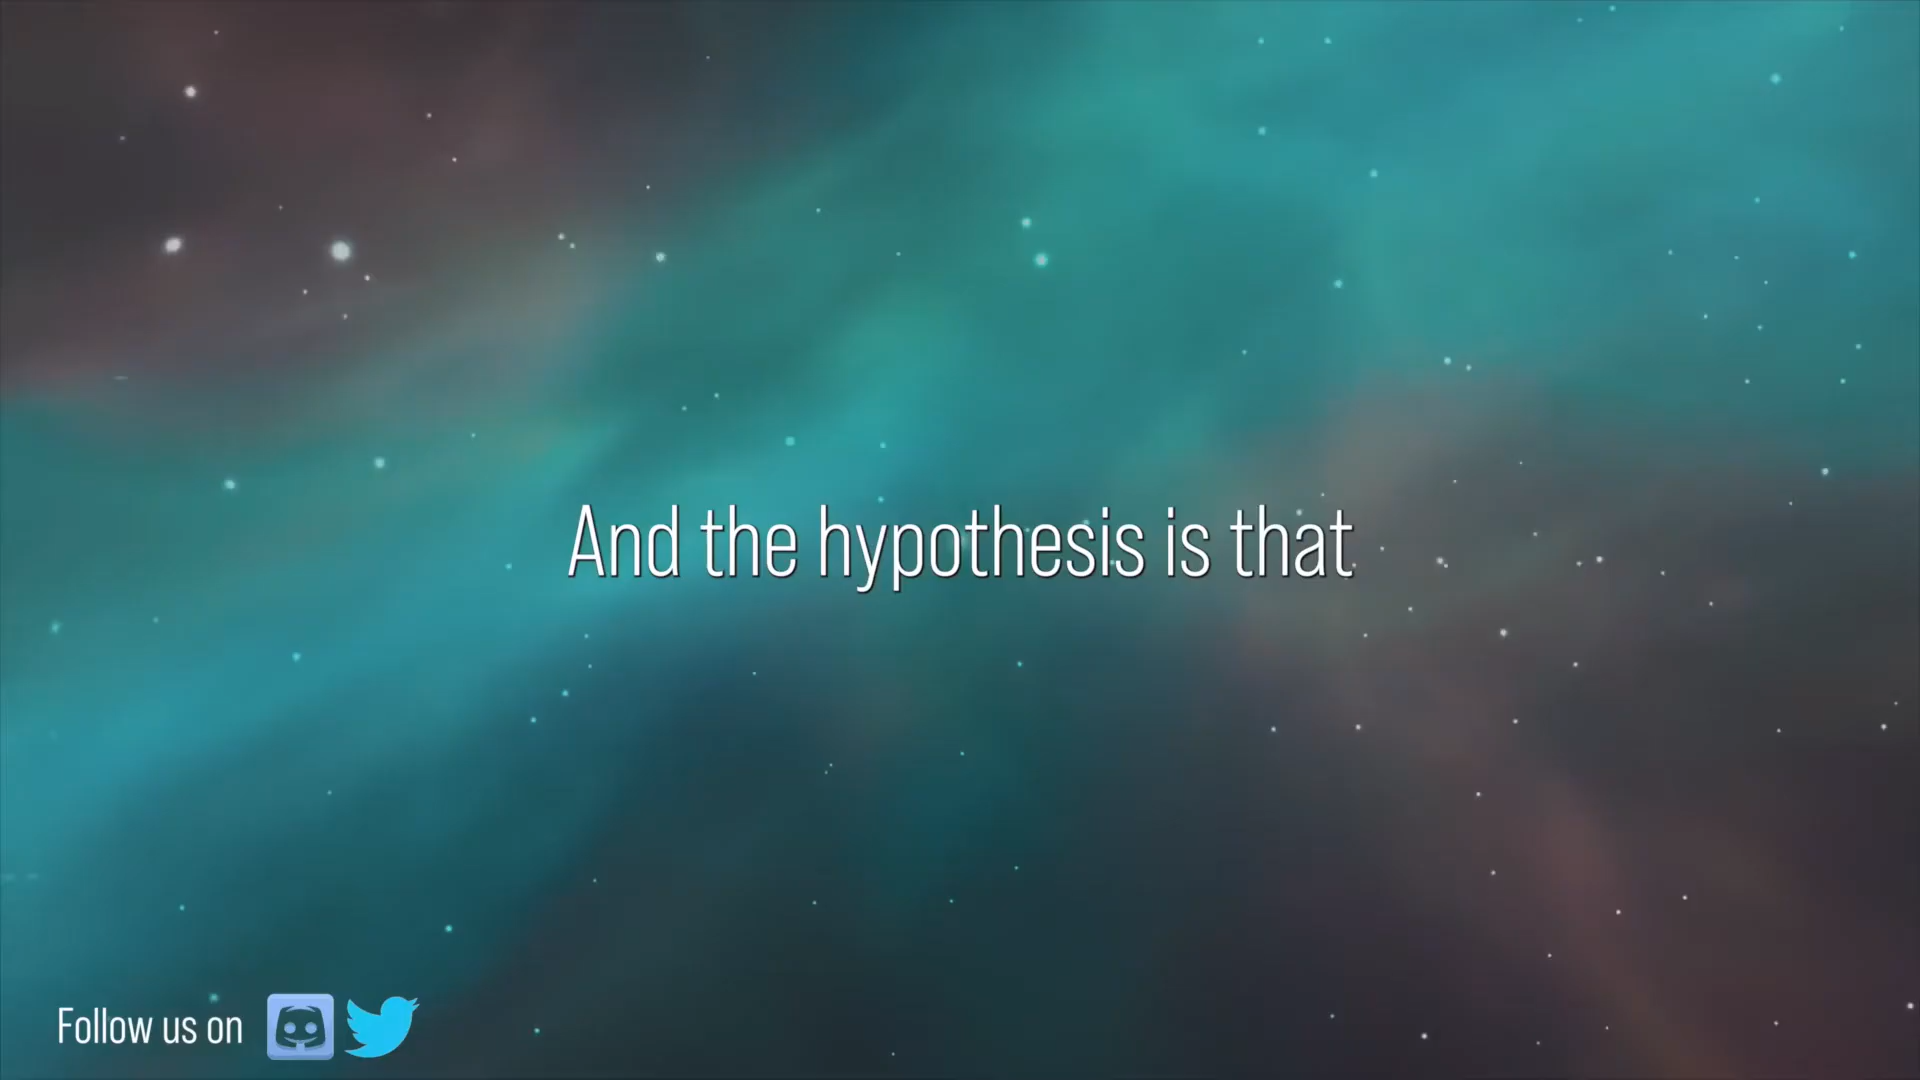 And the hypothesis is that
Follow us on